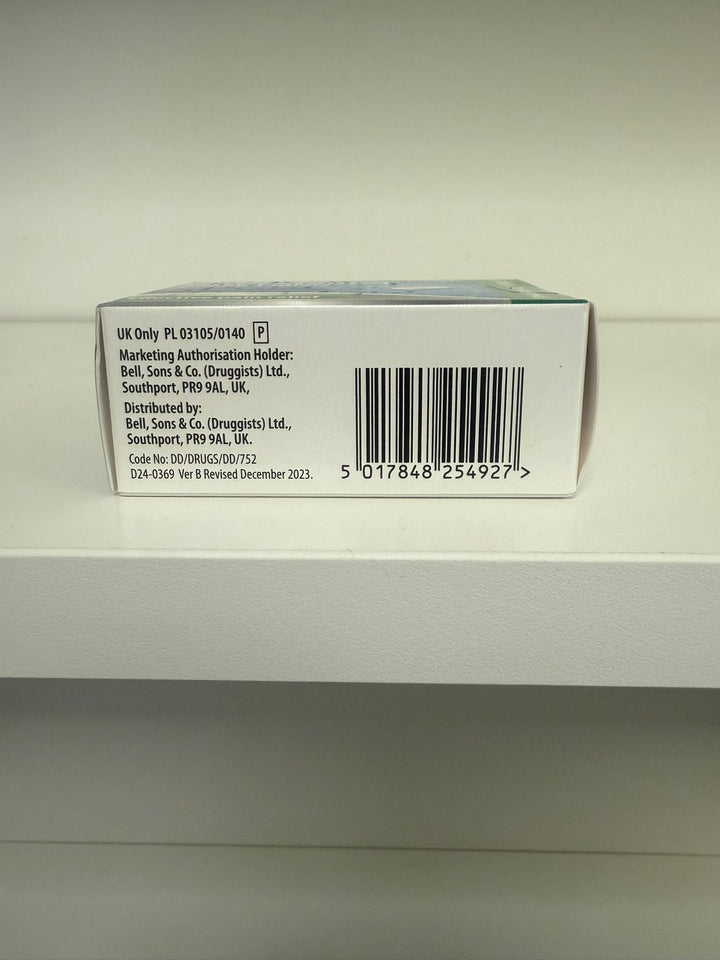 UK Only PL 03105/0140 P
Marketing Authorisation Holder:
Bell, Sons & Co. (Druggists) Ltd.,
Southport, PR9 9AL, UK,
Distributed by:
Bell, Sons & Co. (Druggists) Ltd.,
Southport, PR9 9AL, UK.
Code No: DD/DRUGS/DD/752
D24-0369 Ver B Revised December 2023.
5 017848 254927 >